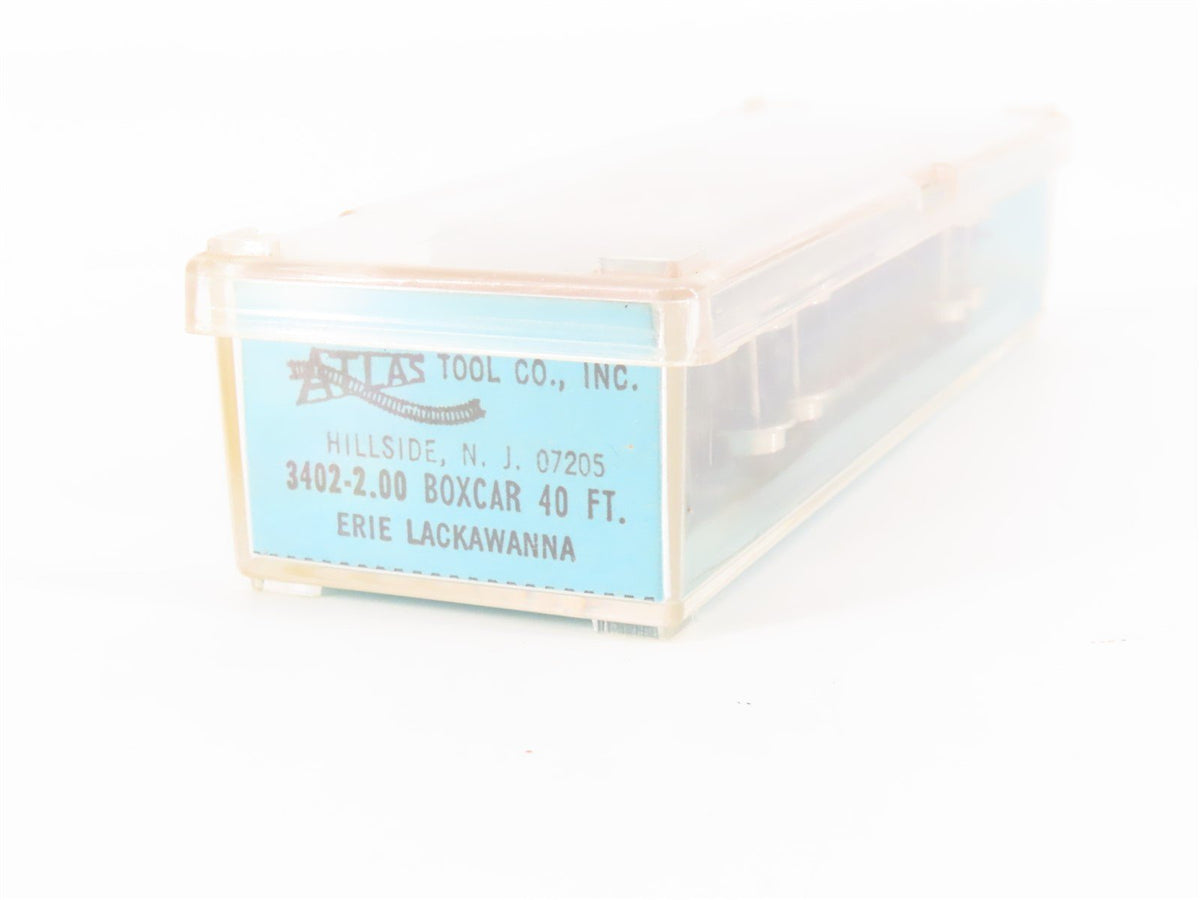 ATLAS TOOL CO., INC.
HILLSIDE, N. J. 07205
3402-2.00 BOXCAR 40 FT.
ERIE LACKAWANNA